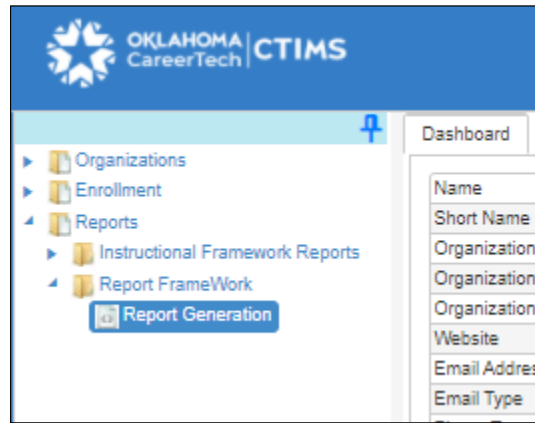 OKLAHOMA
CareerTech
CTIMS
Organizations
Enrollment
Reports
Instructional Framework Reports
Report FrameWork
Report Generation
Dashboard
Name
Short Name
Organization
Organization
Organization
Website
Email Addres
Email Type